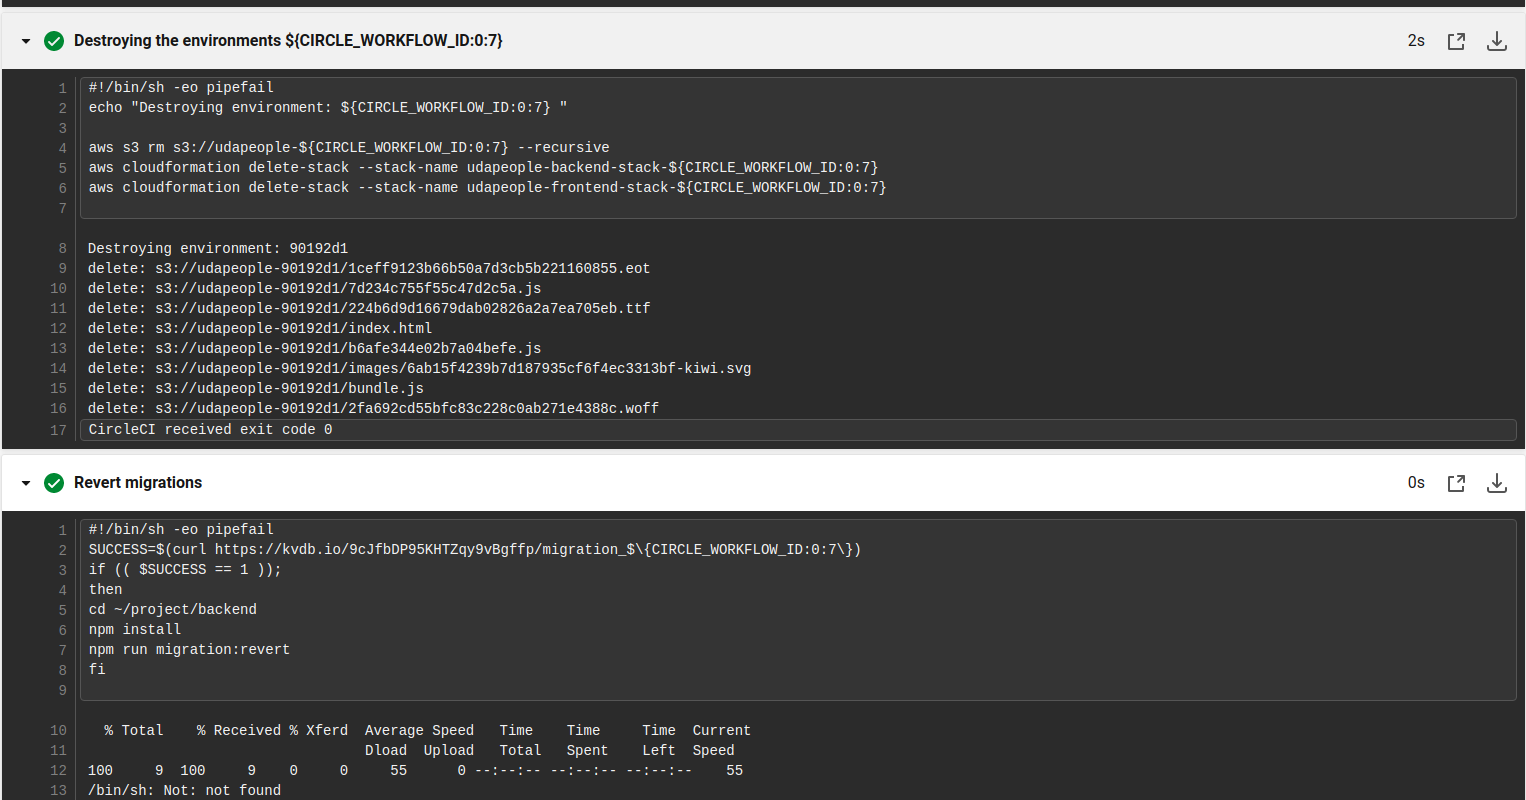 Destroying the environments ${CIRCLE_WORKFLOW_ID:0:7} 2s
1 #!/bin/sh -eo pipefail
2 echo "Destroying environment: ${CIRCLE_WORKFLOW_ID:0:7} "
3
4 aws s3 rm s3://udapeople-${CIRCLE_WORKFLOW_ID:0:7} --recursive
5 aws cloudformation delete-stack --stack-name udapeople-backend-stack-${CIRCLE_WORKFLOW_ID:0:7}
6 aws cloudformation delete-stack --stack-name udapeople-frontend-stack-${CIRCLE_WORKFLOW_ID:0:7}
7
8 Destroying environment: 90192d1
9 delete: s3://udapeople-90192d1/1ceff9123b66b50a7d3cb5b221160855.eot
10 delete: s3://udapeople-90192d1/7d234c755f55c47d2c5a.js
11 delete: s3://udapeople-90192d1/224b6d9d16679dab02826a2a7ea705eb.ttf
12 delete: s3://udapeople-90192d1/index.html
13 delete: s3://udapeople-90192d1/b6afe344e02b7a04befe.js
14 delete: s3://udapeople-90192d1/images/6ab15f4239b7d187935cf6f4ec3313bf-kiwi.svg
15 delete: s3://udapeople-90192d1/bundle.js
16 delete: s3://udapeople-90192d1/2fa692cd55bfc83c228c0ab271e4388c.woff
17 CircleCI received exit code 0
Revert migrations 0s
1 #!/bin/sh -eo pipefail
2 SUCCESS=$(curl https://kvdb.io/9cJfbDP95KHTZqy9vBgffp/migration_$\{CIRCLE_WORKFLOW_ID:0:7\})
3 if (( $SUCCESS == 1 ));
4 then
5 cd ~/project/backend
6 npm install
7 npm run migration:revert
8 fi
9
10 % Total % Received % Xferd Average Speed Time Time Time Current
11 Dload Upload Total Spent Left Speed
12 100 9 100 9 0 0 55 0 --:--:-- --:--:-- --:--:-- 55
13 /bin/sh: Not: not found